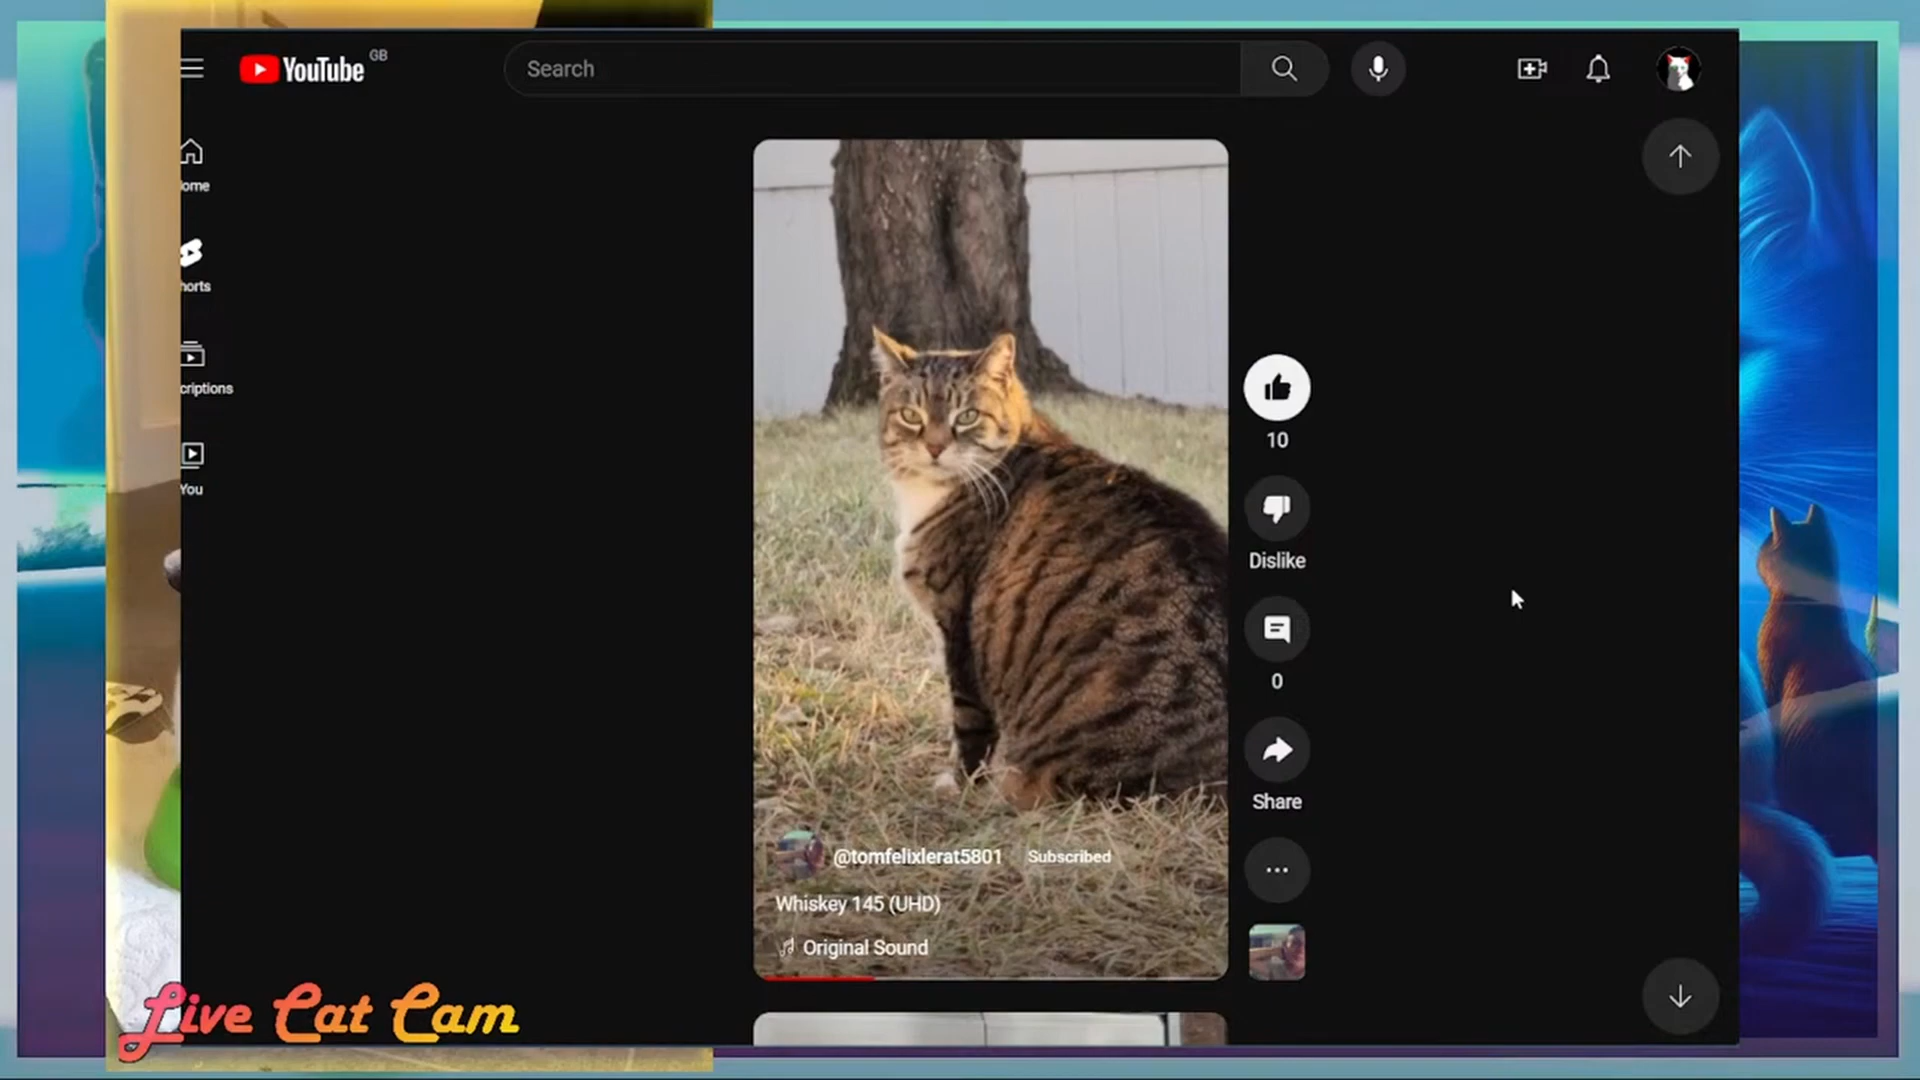 YouTube GB
Search
ome
horts
criptions
You
10
Dislike
0
Share
@tomfelixlerat5801 Subscribed
Whiskey 145 (UHD)
Original Sound
Live Cat Cam